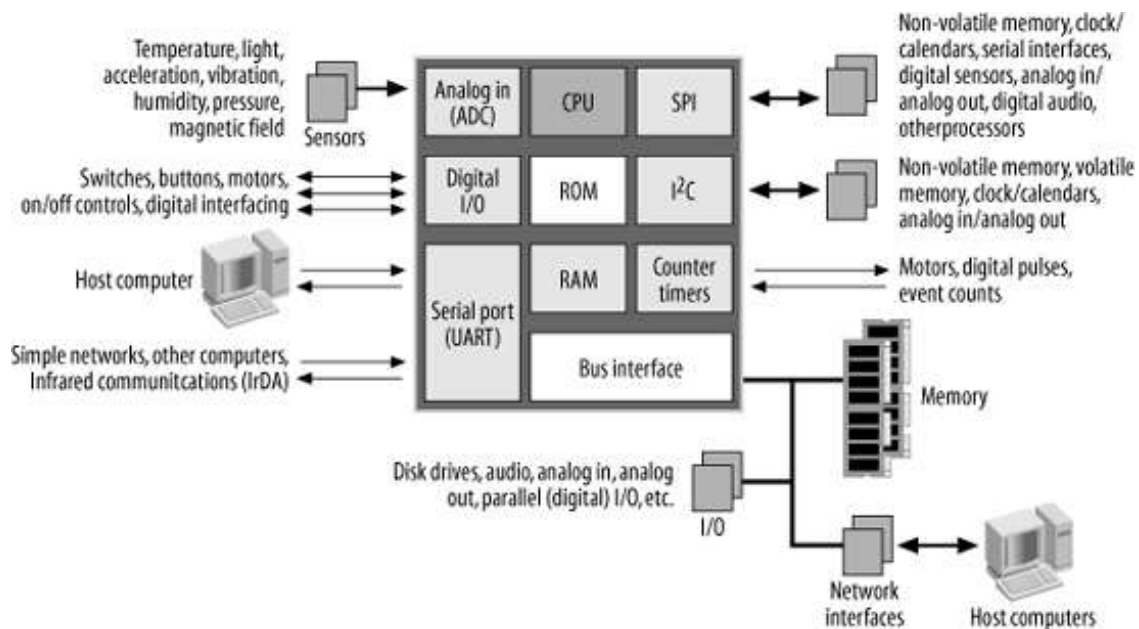 Temperature, light,
acceleration, vibration,
humidity, pressure,
magnetic field
Sensors
Analog in
(ADC)
CPU
SPI
Non-volatile memory, clock/
calendars, serial interfaces,
digital sensors, analog in/
analog out, digital audio,
otherprocessors
Switches, buttons, motors,
on/off controls, digital interfacing
Digital
I/O
ROM
I²C
Non-volatile memory, volatile
memory, clock/calendars,
analog in/analog out
Host computer
Serial port
(UART)
RAM
Counter
timers
Motors, digital pulses,
event counts
Simple networks, other computers,
Infrared communitcations (IrDA)
Bus interface
Memory
Disk drives, audio, analog in, analog
out, parallel (digital) I/O, etc.
I/O
Network
interfaces
Host computers